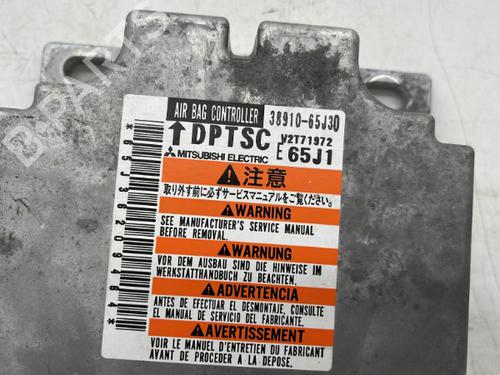 AIR BAG CONTROLLER 38910-65J30
↑DPTSC W2T71972
MITSUBISHI ELECTRIC E 65J1
*65J36209464*
⚠注意
取り外す前に必ずサービスマニュアルをご覧ください。
⚠WARNING
SEE MANUFACTURER'S SERVICE MANUAL
BEFORE REMOVAL.
⚠WARNUNG
VOR DEM AUSBAU SIND DIE HINWEISE IM
WERKSTATTHANDBUCH ZU BEACHTEN.
⚠ADVERTENCIA
ANTES DE EFECTUAR EL DESMONTAJE, CONSULTE
EL MANUAL DE SERVICIO DEL FABRICANTE.
⚠AVERTISSEMENT
VOIR LE MANUEL D'ENTRETIEN DU FABRICANT
AVANT DE PROCEDER A LA DEPOSE.
B-PARTS